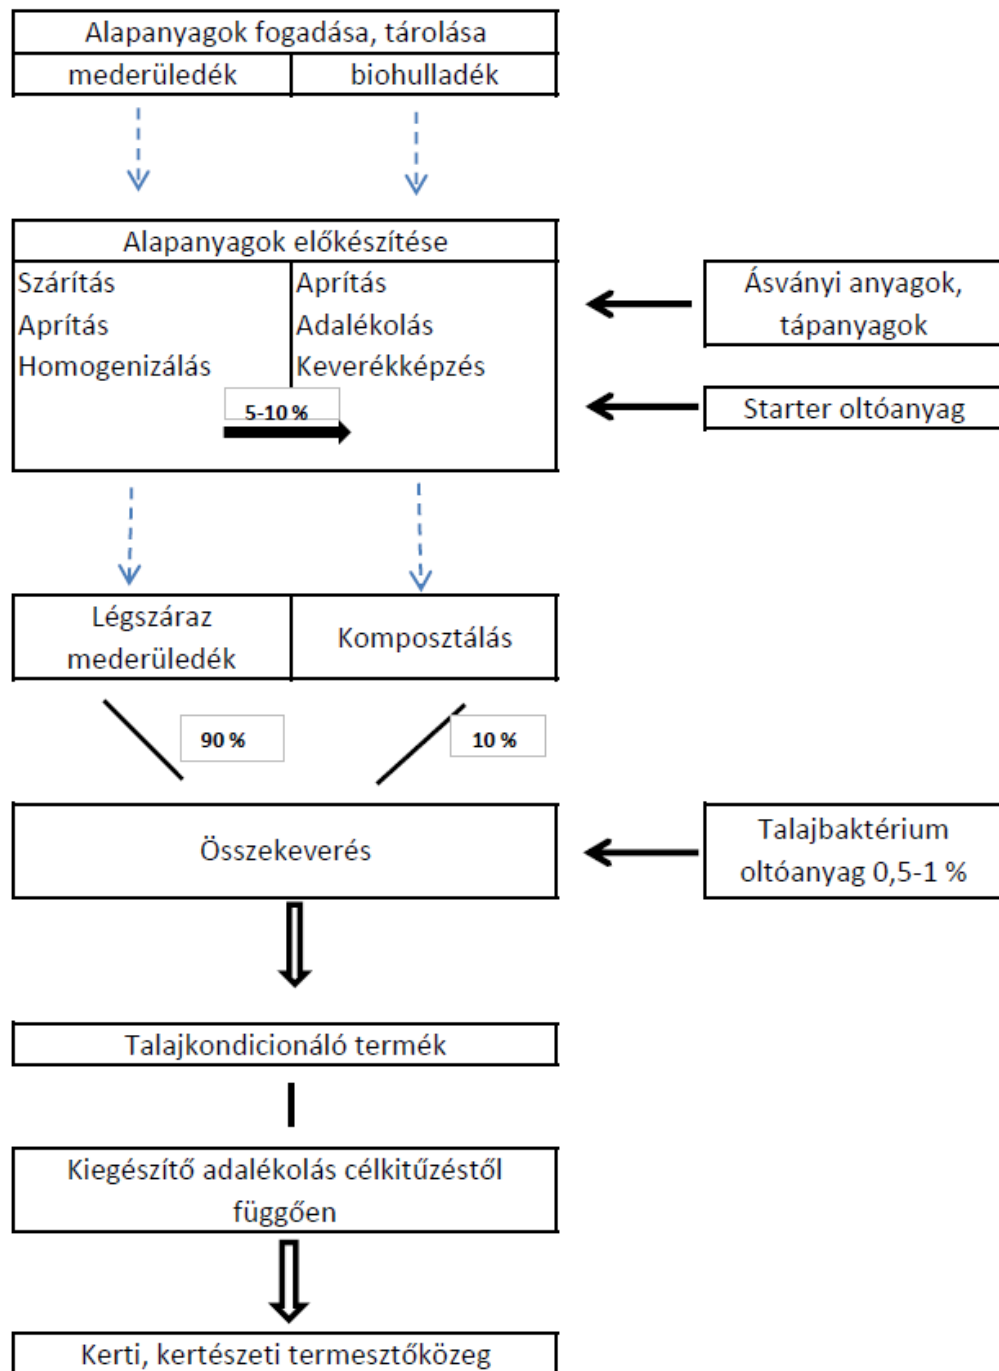 Alapanyagok fogadása, tárolása
mederüledék
biohulladék
Alapanyagok előkészítése
Szárítás
Aprítás
Homogenizálás
Aprítás
Adalékolás
Keverékképzés
5-10 %
Ásványi anyagok,
tápanyagok
Starter oltóanyag
Légszáraz
mederüledék
Komposztálás
90 %
10 %
Összekeverés
Talajbaktérium
oltóanyag 0,5-1 %
Talajkondicionáló termék
Kiegészítő adalékolás célkitűzéstől
függően
Kerti, kertészeti termesztőközeg